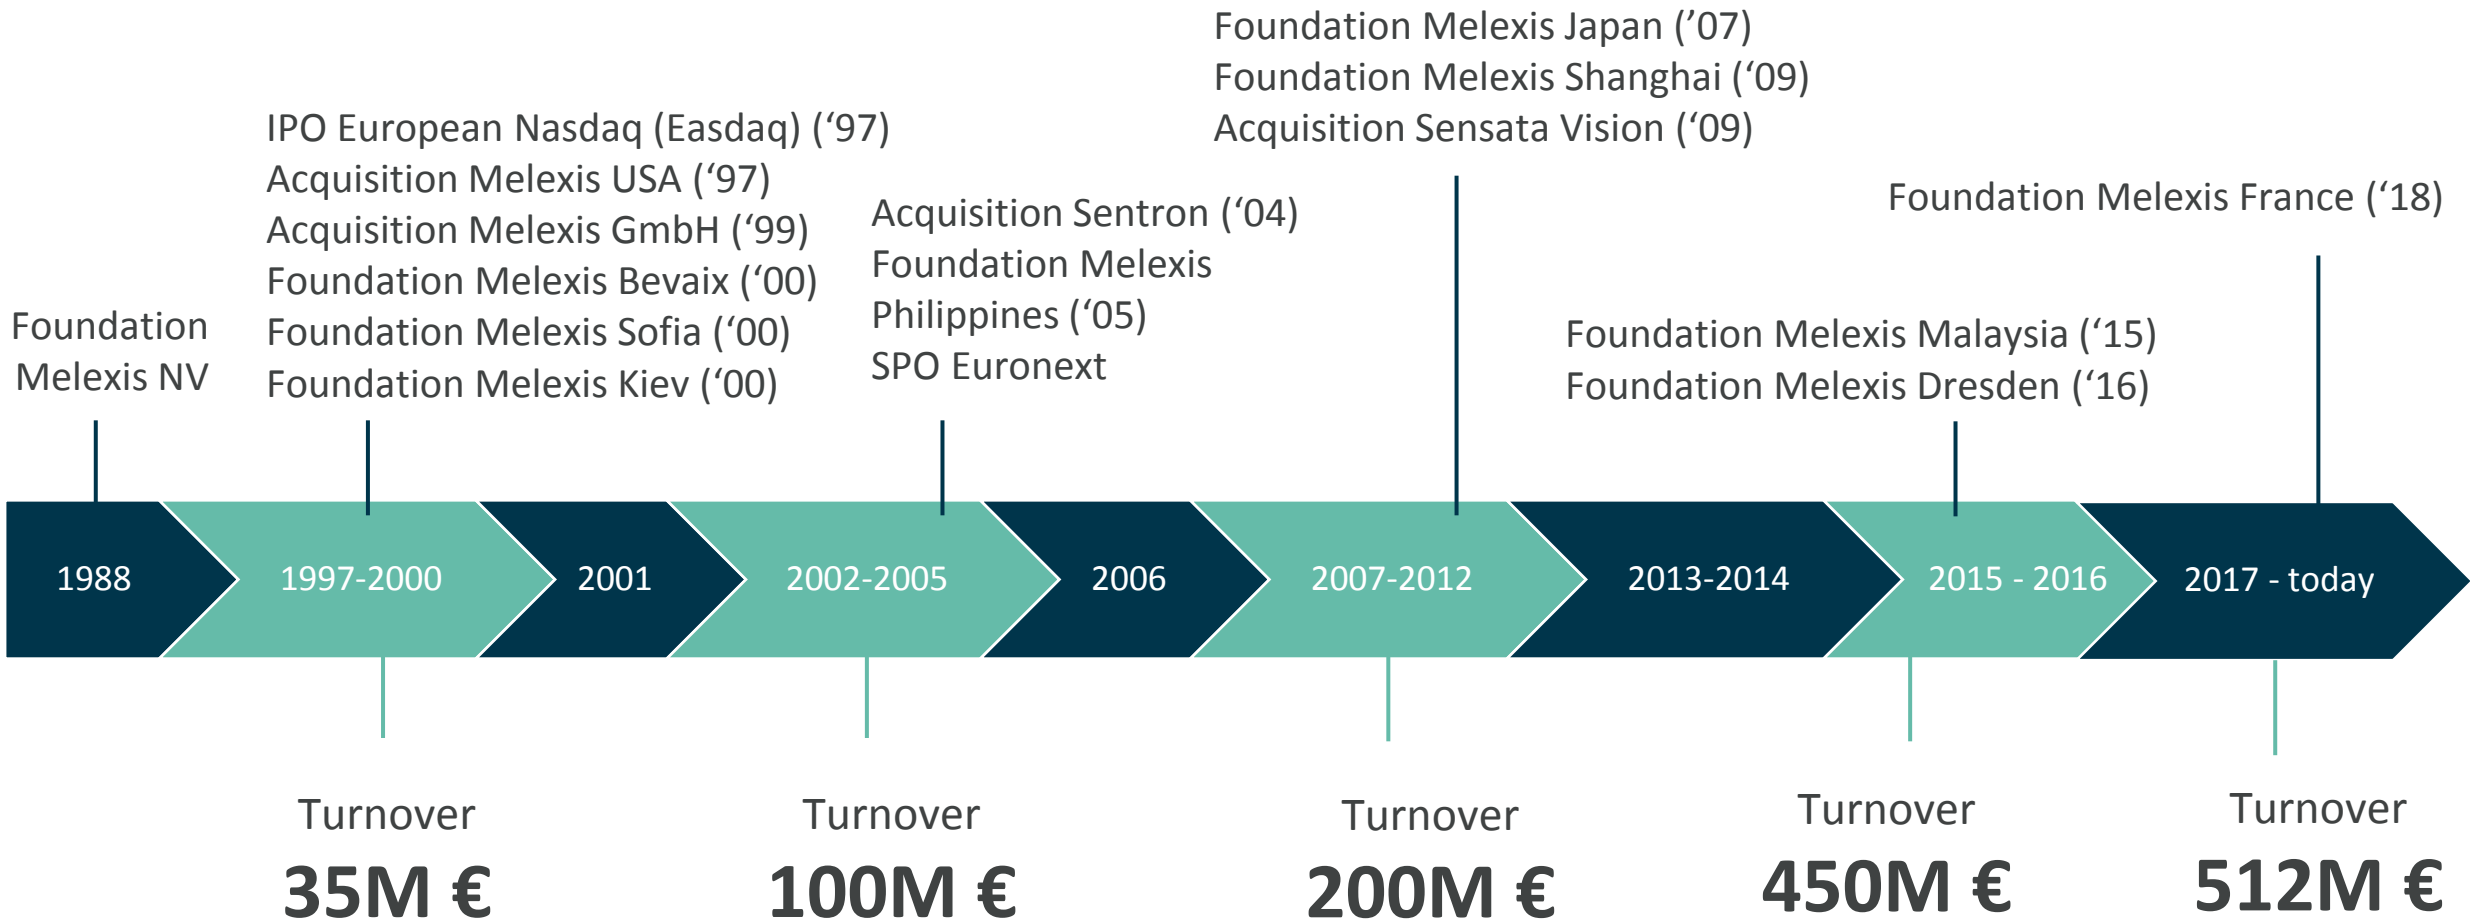 Foundation
Melexis NV
IPO European Nasdaq (Easdaq) (‘97)
Acquisition Melexis USA (‘97)
Acquisition Melexis GmbH (‘99)
Foundation Melexis Bevaix (‘00)
Foundation Melexis Sofia (‘00)
Foundation Melexis Kiev (‘00)
Acquisition Sentron (‘04)
Foundation Melexis
Philippines (‘05)
SPO Euronext
Foundation Melexis Japan (’07)
Foundation Melexis Shanghai (‘09)
Acquisition Sensata Vision (‘09)
Foundation Melexis Malaysia (‘15)
Foundation Melexis Dresden (‘16)
Foundation Melexis France (‘18)
1988
1997-2000
2001
2002-2005
2006
2007-2012
2013-2014
2015 - 2016
2017 - today
Turnover
35M €
Turnover
100M €
Turnover
200M €
Turnover
450M €
Turnover
512M €